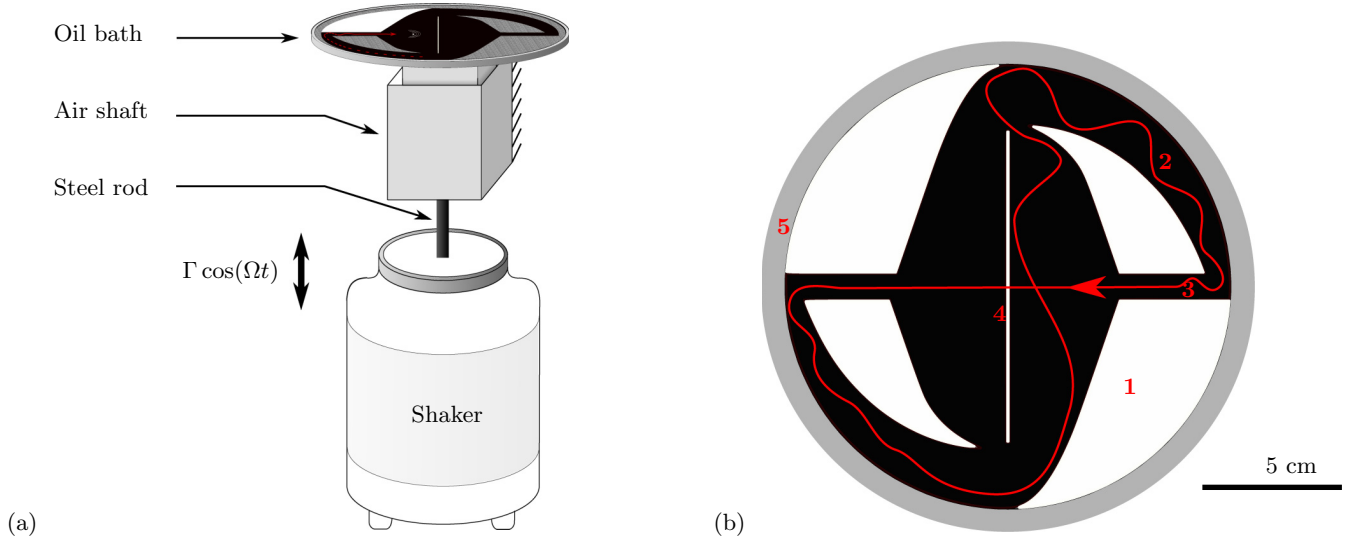 Oil bath
Air shaft
Steel rod
Γ cos(Ωt)
Shaker
(a)
2
5
3
4
1
5 cm
(b)